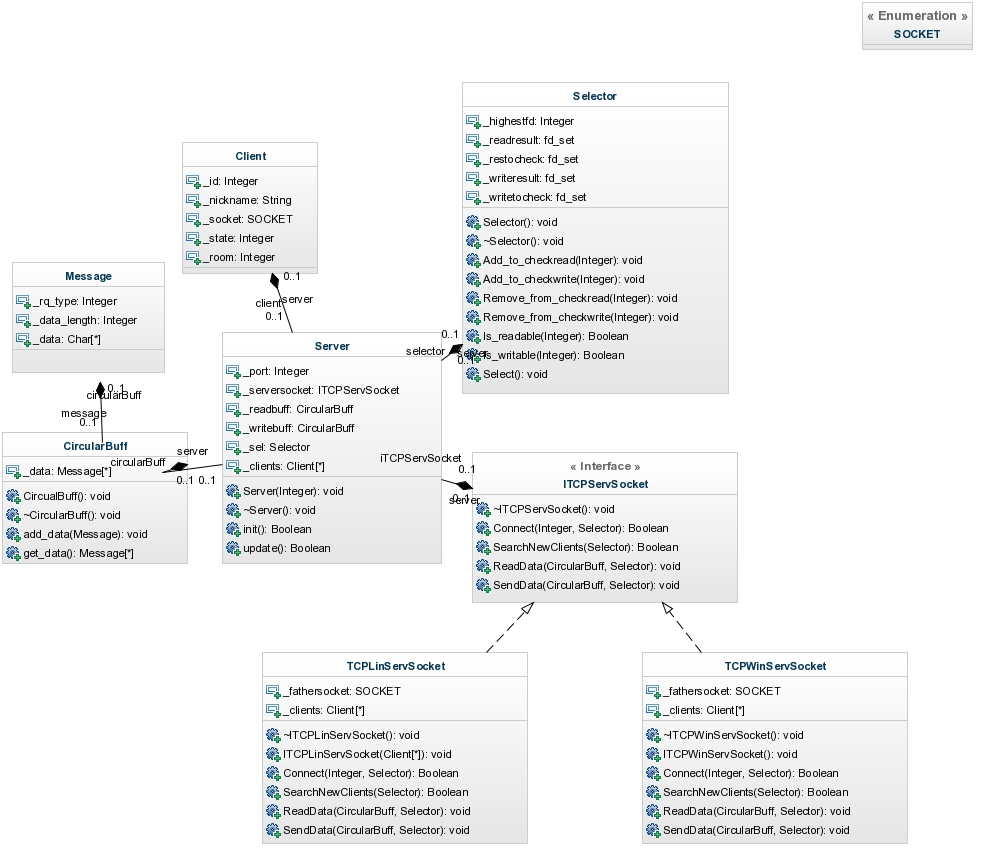 « Enumeration »
SOCKET
Selector
_highestfd: Integer
_readresult: fd_set
_restocheck: fd_set
_writeresult: fd_set
_writetocheck: fd_set
Selector(): void
~Selector(): void
Add_to_checkread(Integer): void
Add_to_checkwrite(Integer): void
Remove_from_checkread(Integer): void
Remove_from_checkwrite(Integer): void
Is_readable(Integer): Boolean
Is_writable(Integer): Boolean
Select(): void
Client
_id: Integer
_nickname: String
_socket: SOCKET
_state: Integer
_room: Integer
0..1
client
server
0..1
Message
_rq_type: Integer
_data_length: Integer
_data: Char[*]
0..1
circularBuff
message
0..1
Server
_port: Integer
_serversocket: ITCPServSocket
_readbuff: CircularBuff
_writebuff: CircularBuff
_sel: Selector
_clients: Client[*]
Server(Integer): void
~Server(): void
init(): Boolean
update(): Boolean
0..1
selector
server
0..1
CircularBuff
_data: Message[*]
CircualBuff(): void
~CircularBuff(): void
add_data(Message): void
get_data(): Message[*]
server
circularBuff
0..1
0..1
iTCPServSocket
0..1
0..1
server
« Interface »
ITCPServSocket
~ITCPServSocket(): void
Connect(Integer, Selector): Boolean
SearchNewClients(Selector): Boolean
ReadData(CircularBuff, Selector): void
SendData(CircularBuff, Selector): void
TCPLinServSocket
_fathersocket: SOCKET
_clients: Client[*]
~ITCPLinServSocket(): void
ITCPLinServSocket(Client[*]): void
Connect(Integer, Selector): Boolean
SearchNewClients(Selector): Boolean
ReadData(CircularBuff, Selector): void
SendData(CircularBuff, Selector): void
TCPWinServSocket
_fathersocket: SOCKET
_clients: Client[*]
~ITCPWinServSocket(): void
ITCPWinServSocket(): void
Connect(Integer, Selector): Boolean
SearchNewClients(Selector): Boolean
ReadData(CircularBuff, Selector): void
SendData(CircularBuff, Selector): void